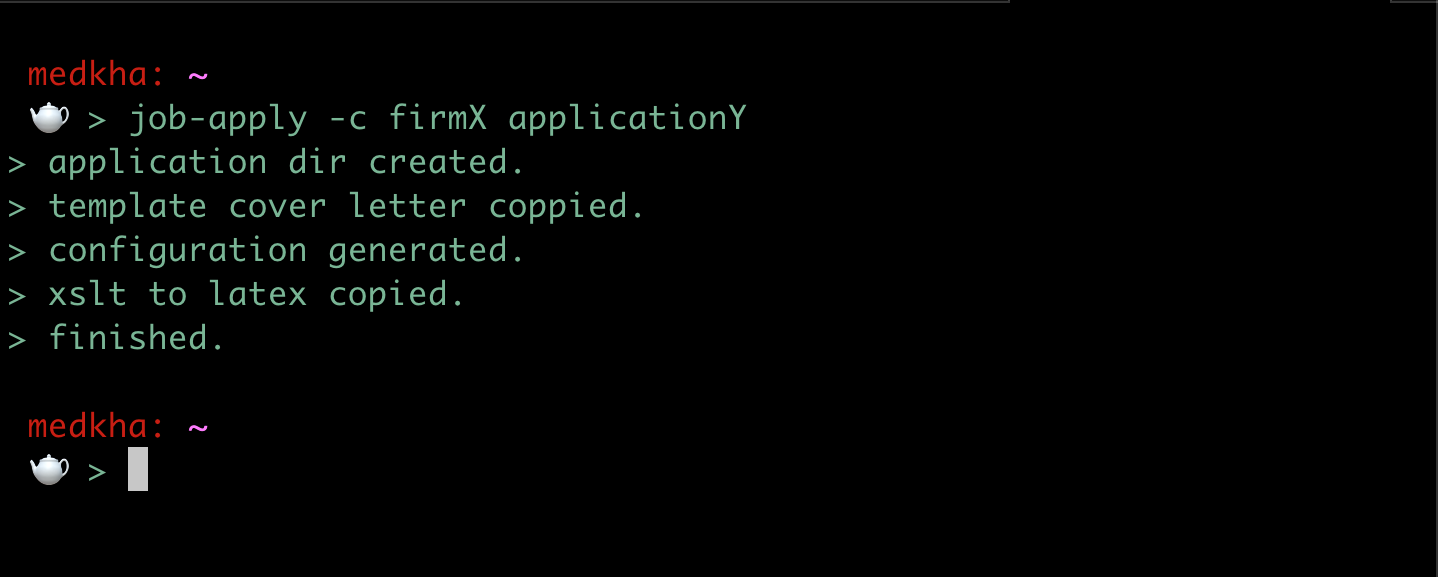 medkha: ~
🫖 > job-apply -c firmX applicationY
> application dir created.
> template cover letter coppied.
> configuration generated.
> xslt to latex copied.
> finished.
medkha: ~
🫖 >